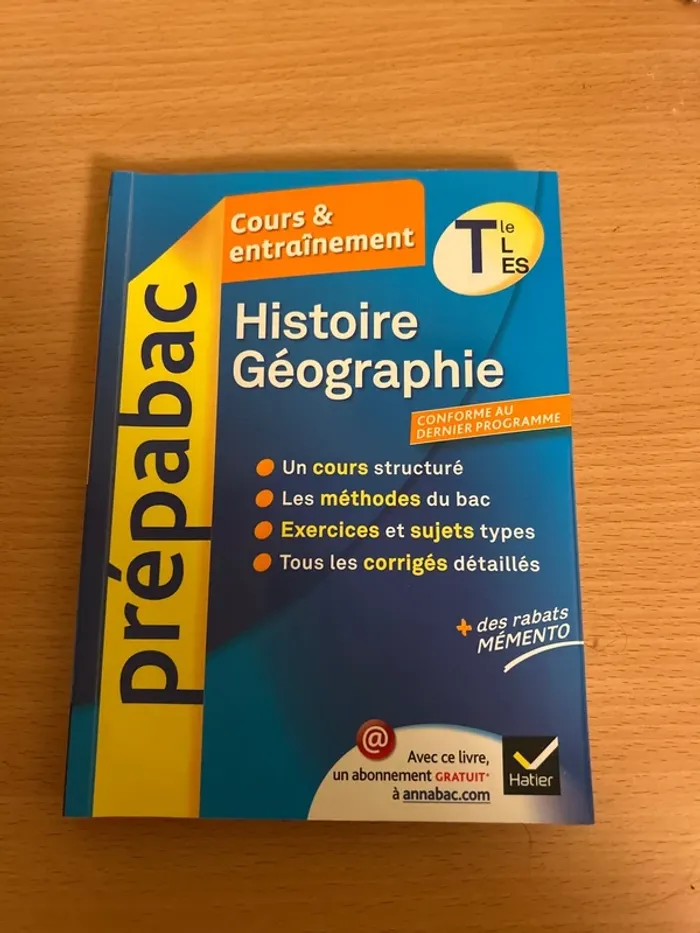 Cours &
entraînement
T le
L
ES
prépabac
Histoire
Géographie
CONFORME AU
DERNIER PROGRAMME
Un cours structuré
Les méthodes du bac
Exercices et sujets types
Tous les corrigés détaillés
+ des rabats
MÉMENTO
@
Avec ce livre,
un abonnement GRATUIT*
à annabac.com
Hatier